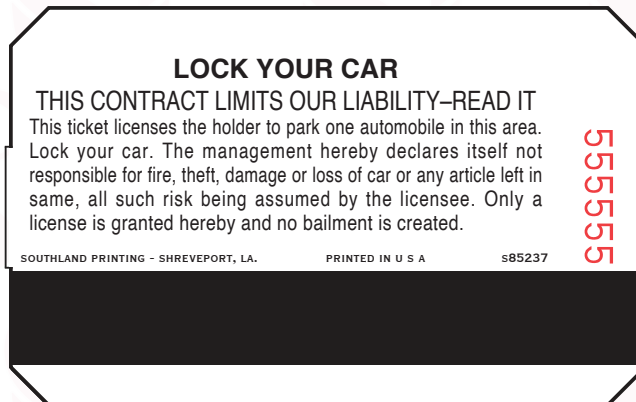 LOCK YOUR CAR
THIS CONTRACT LIMITS OUR LIABILITY–READ IT
This ticket licenses the holder to park one automobile in this area.
Lock your car. The management hereby declares itself not
responsible for fire, theft, damage or loss of car or any article left in
same, all such risk being assumed by the licensee. Only a
license is granted hereby and no bailment is created.
SOUTHLAND PRINTING - SHREVEPORT, LA. PRINTED IN U S A S85237
555555